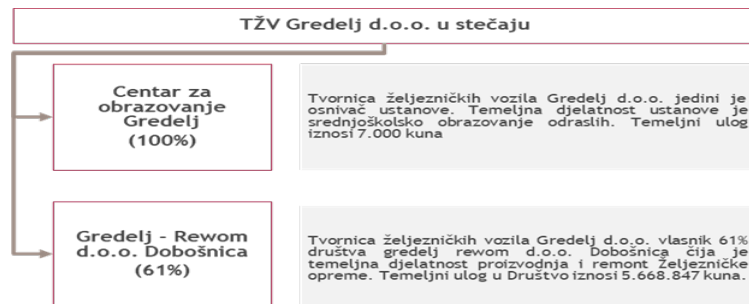 TŽV Gredelj d.o.o. u stečaju
Centar za
obrazovanje
Gredelj
(100%)
Tvornica željezničkih vozila Gredelj d.o.o. jedini je
osnivač ustanove. Temeljna djelatnost ustanove je
srednjoškolsko obrazovanje odraslih. Temeljni ulog
iznosi 7.000 kuna
Gredelj - Rewom
d.o.o. Dobošnica
(61%)
Tvornica željezničkih vozila Gredelj d.o.o. vlasnik 61%
društva gredelj rewom d.o.o. Dobošnica čija je
temeljna djelatnost proizvodnja i remont Željezničke
opreme. Temeljni ulog u Društvo iznosi 5.668.847 kuna.